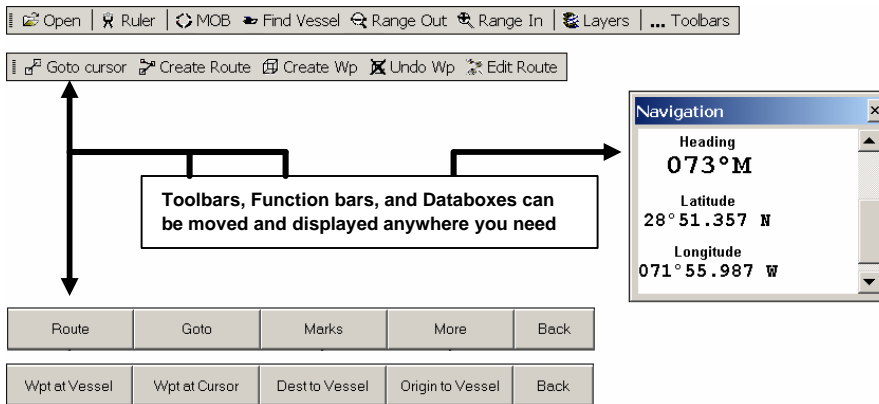 Open Ruler MOB Find Vessel Range Out Range In Layers ... Toolbars
Goto cursor Create Route Create Wp Undo Wp Edit Route
Navigation
Heading
073°M
Latitude
28°51.357 N
Longitude
071°55.987 W
Toolbars, Function bars, and Databoxes can
be moved and displayed anywhere you need
Route Goto Marks More Back
Wpt at Vessel Wpt at Cursor Dest to Vessel Origin to Vessel Back